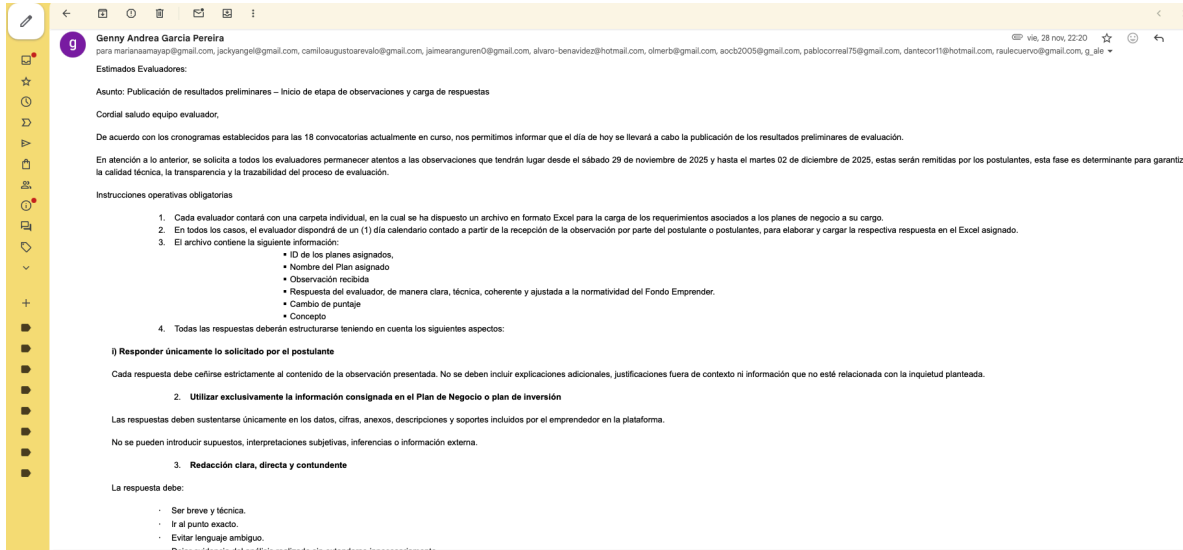 Genny Andrea Garcia Pereira
vie, 28 nov, 22:20
para marianaamayap@gmail.com, jackyangel@gmail.com, camiloaugustoarevalo@gmail.com, jaimearanguren0@gmail.com, alvaro-benavidez@hotmail.com, olmerb@gmail.com, aocb2005@gmail.com, pablocorreal75@gmail.com, dantecor11@hotmail.com, raulecuervo@gmail.com, g_ale
g
Estimados Evaluadores:
Asunto: Publicación de resultados preliminares – Inicio de etapa de observaciones y carga de respuestas
Cordial saludo equipo evaluador,
De acuerdo con los cronogramas establecidos para las 18 convocatorias actualmente en curso, nos permitimos informar que el día de hoy se llevará a cabo la publicación de los resultados preliminares de evaluación.
En atención a lo anterior, se solicita a todos los evaluadores permanecer atentos a las observaciones que tendrán lugar desde el sábado 29 de noviembre de 2025 y hasta el martes 02 de diciembre de 2025, estas serán remitidas por los postulantes, esta fase es determinante para garantiz
la calidad técnica, la transparencia y la trazabilidad del proceso de evaluación.
Instrucciones operativas obligatorias
1. Cada evaluador contará con una carpeta individual, en la cual se ha dispuesto un archivo en formato Excel para la carga de los requerimientos asociados a los planes de negocio a su cargo.
2. En todos los casos, el evaluador dispondrá de un (1) día calendario contado a partir de la recepción de la observación por parte del postulante o postulantes, para elaborar y cargar la respectiva respuesta en el Excel asignado.
3. El archivo contiene la siguiente información:
▪ ID de los planes asignados,
▪ Nombre del Plan asignado
▪ Observación recibida
▪ Respuesta del evaluador, de manera clara, técnica, coherente y ajustada a la normatividad del Fondo Emprender.
▪ Cambio de puntaje
▪ Concepto
4. Todas las respuestas deberán estructurarse teniendo en cuenta los siguientes aspectos:
i) Responder únicamente lo solicitado por el postulante
Cada respuesta debe ceñirse estrictamente al contenido de la observación presentada. No se deben incluir explicaciones adicionales, justificaciones fuera de contexto ni información que no esté relacionada con la inquietud planteada.
2. Utilizar exclusivamente la información consignada en el Plan de Negocio o plan de inversión
Las respuestas deben sustentarse únicamente en los datos, cifras, anexos, descripciones y soportes incluidos por el emprendedor en la plataforma.
No se pueden introducir supuestos, interpretaciones subjetivas, inferencias o información externa.
3. Redacción clara, directa y contundente
La respuesta debe:
· Ser breve y técnica.
· Ir al punto exacto.
· Evitar lenguaje ambiguo.